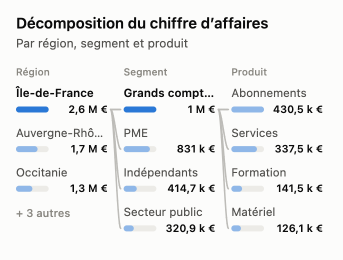 Décomposition du chiffre d'affaires
Par région, segment et produit
Région Segment Produit
Île-de-France Grands compt... Abonnements
2,6 M € 1 M € 430,5 k €
Auvergne-Rhô... PME Services
1,7 M € 831 k € 337,5 k €
Occitanie Indépendants Formation
1,3 M € 414,7 k € 141,5 k €
+ 3 autres Secteur public Matériel
320,9 k € 126,1 k €